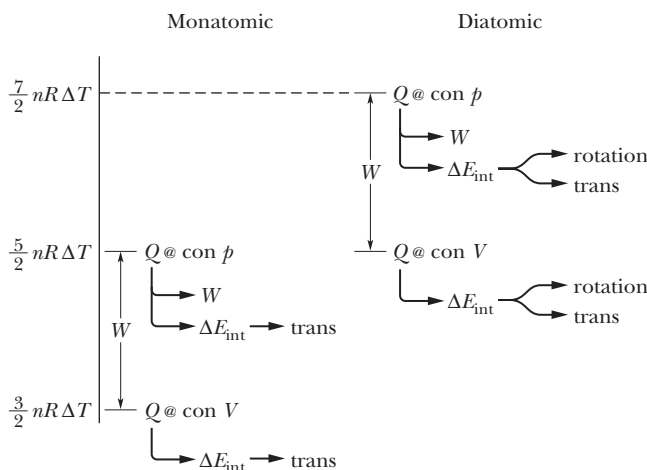 Monatomic Diatomic
7/2 nRΔT Q @ con p
W
W
ΔE_int rotation
trans
5/2 nRΔT Q @ con p Q @ con V
W
W
ΔE_int trans
ΔE_int rotation
trans
3/2 nRΔT Q @ con V
ΔE_int trans